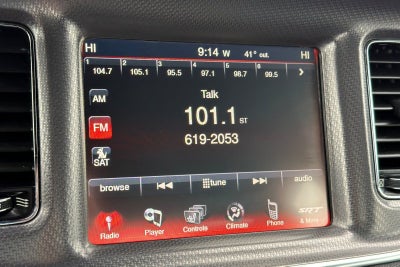 HI 9:14 W 41° out. HI
1 2 3 4 5 6
104.7 105.1 95.5 97.1 98.7 99.5 >
AM
Talk
101.1 ST
FM
619-2053
SAT
browse tune audio
Radio Player Controls Climate Phone SRT & More